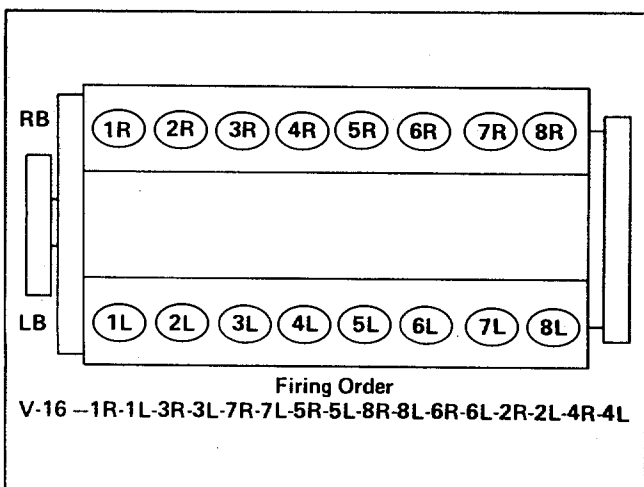 RB
1R 2R 3R 4R 5R 6R 7R 8R
LB
1L 2L 3L 4L 5L 6L 7L 8L
Firing Order
V-16 –1R-1L-3R-3L-7R-7L-5R-5L-8R-8L-6R-6L-2R-2L-4R-4L